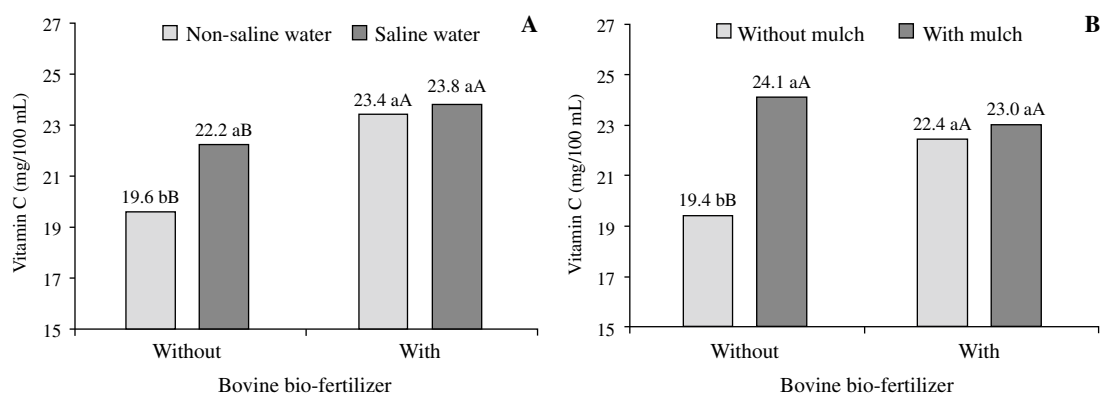 A
Non-saline water
Saline water
Vitamin C (mg/100 mL)
27
25
23
21
19
17
15
19.6 bB
22.2 aB
23.4 aA
23.8 aA
Without
With
Bovine bio-fertilizer
B
Without mulch
With mulch
Vitamin C (mg/100 mL)
27
25
23
21
19
17
15
19.4 bB
24.1 aA
22.4 aA
23.0 aA
Without
With
Bovine bio-fertilizer